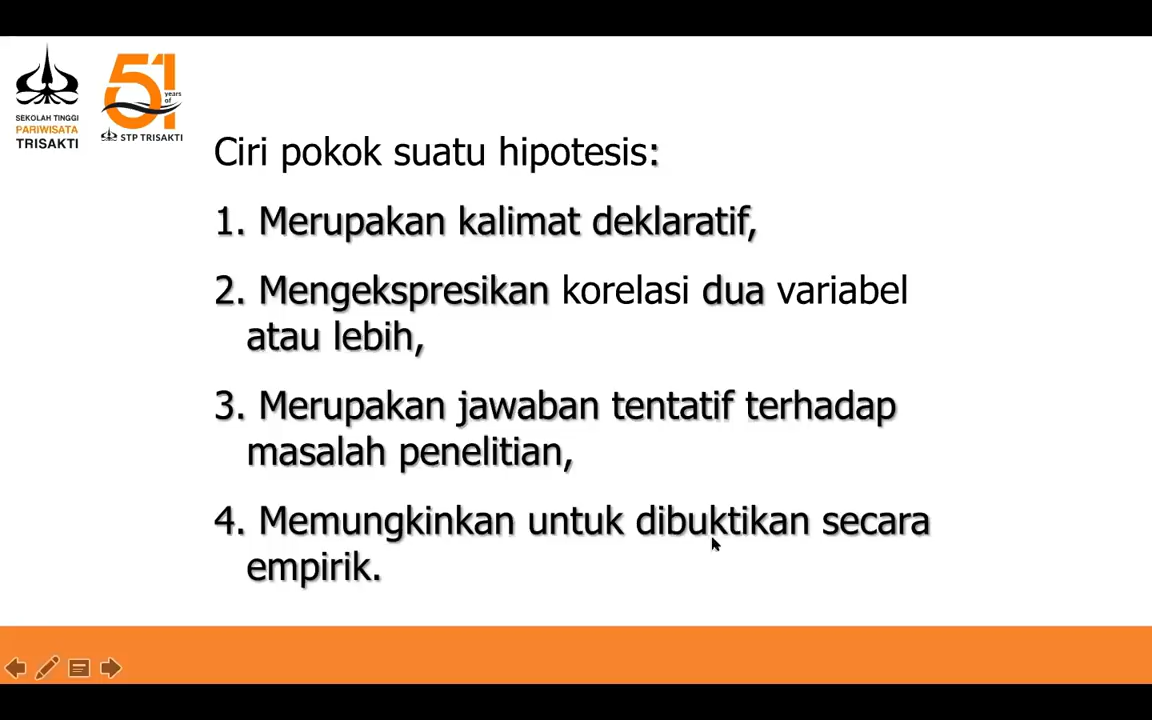 SEKOLAH TINGGI
PARIWISATA
TRISAKTI
51
years
of
STP TRISAKTI
Ciri pokok suatu hipotesis:
1. Merupakan kalimat deklaratif,
2. Mengekspresikan korelasi dua variabel
atau lebih,
3. Merupakan jawaban tentatif terhadap
masalah penelitian,
4. Memungkinkan untuk dibuktikan secara
empirik.